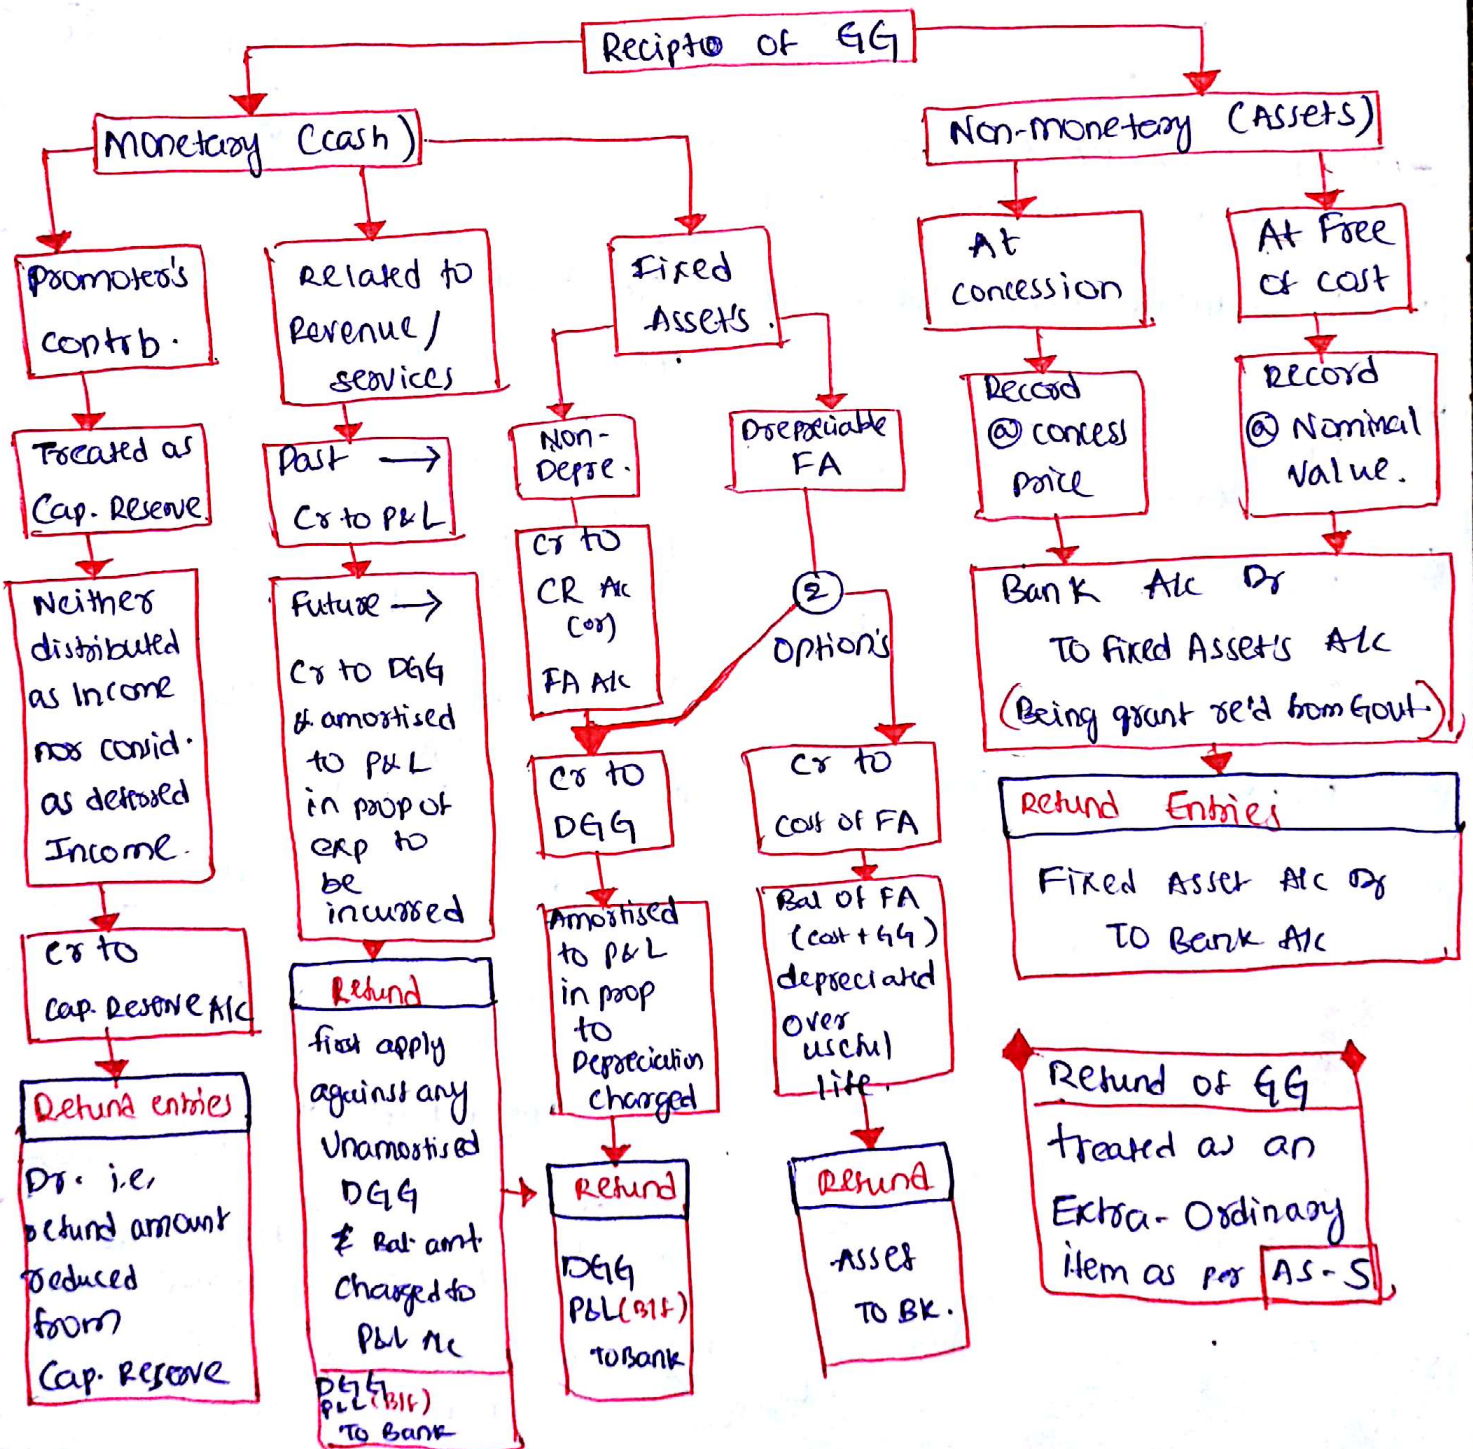 Recipto of GG
Monetary (cash)
Non-monetary (Assets)
Promoter's
contrb.
Related to
Revenue/
services
Fixed
Assets.
At
concession
At Free
of cost
Treated as
Cap. Reserve
Past →
Cr to P&L
Non-
Depre.
Drepreciable
FA
Record
@ concess
price
Record
@ Nominal
Value.
Neither
distributed
as Income
nor consid.
as deferred
Income.
Future →
Cr to DGG
& amortised
to P&L
in prop of
exp to
be
incurred
Cr to
CR A/c
(or)
FA A/c
2
option's
Bank A/c Dr
To Fixed Asset's A/c
(Being grant re'd from Govt.)
Cr to
DGG
Cr to
cost of FA
Refund Entries
Fixed Asset A/c Dr
To Bank A/c
Cr to
Cap. Reserve A/c
Refund
first apply
against any
Unamortised
DGG
& Bal. amt.
Charged to
P&L A/c
DGG
P&L (B/f)
To Bank
Amortised
to P&L
in prop
to
Depreciation
charged
Bal of FA
(cost + GG)
depreciated
over
useful
life.
Refund entries
Dr. i.e,
refund amount
reduced
from
Cap. Reserve
Refund
DGG
P&L (B/f)
To Bank
Refund
Asset
To BK.
Refund of GG
treated as an
Extra-Ordinary
item as per AS-5